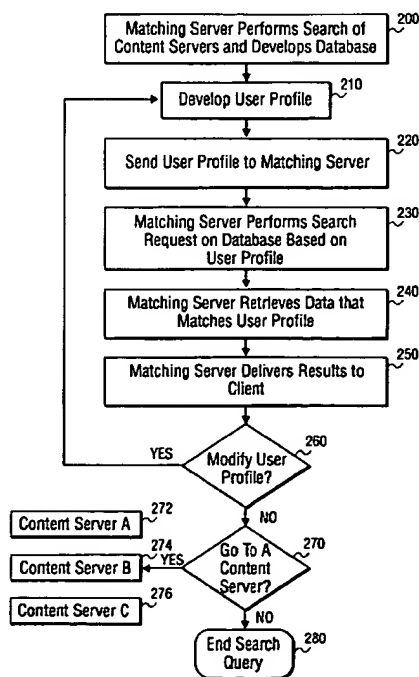 Matching Server Performs Search of
Content Servers and Develops Database
200
Develop User Profile
210
Send User Profile to Matching Server
220
Matching Server Performs Search
Request on Database Based on
User Profile
230
Matching Server Retrieves Data that
Matches User Profile
240
Matching Server Delivers Results to
Client
250
Modify User
Profile?
260
YES
NO
Content Server A
272
Content Server B
274
Content Server C
276
YES
Go To A
Content
Server?
270
NO
End Search
Query
280